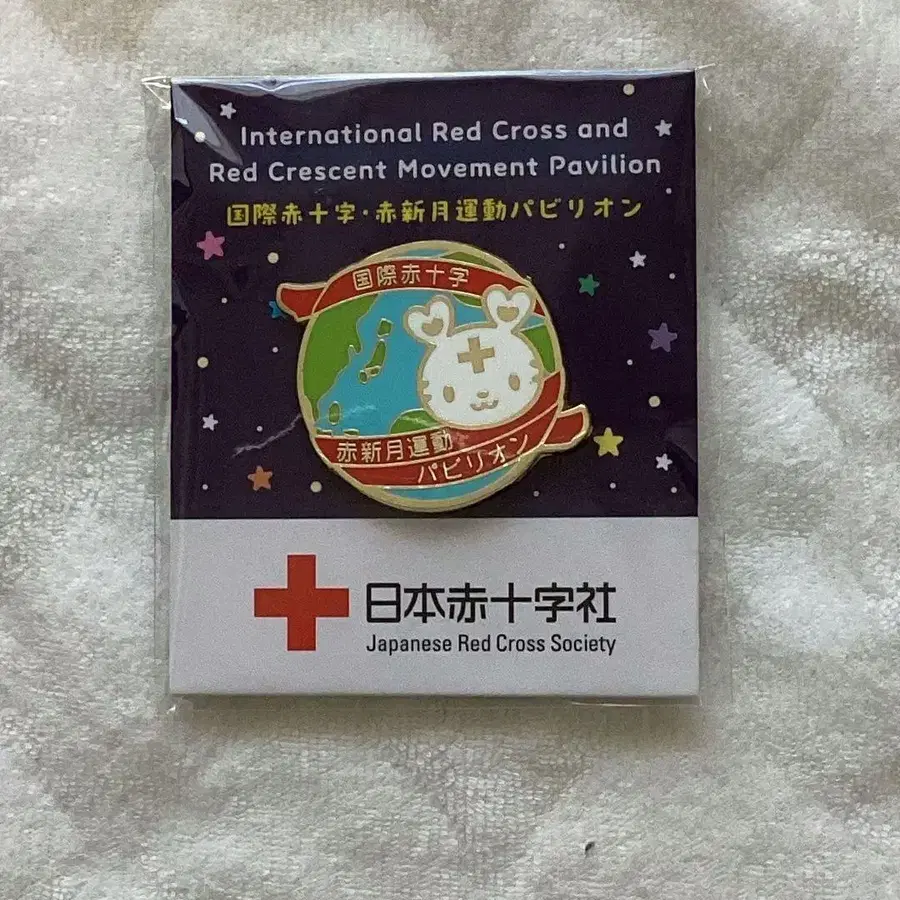 International Red Cross and
Red Crescent Movement Pavilion
国際赤十字・赤新月運動パビリオン
国際赤十字
赤新月運動
パビリオン
日本赤十字社
Japanese Red Cross Society